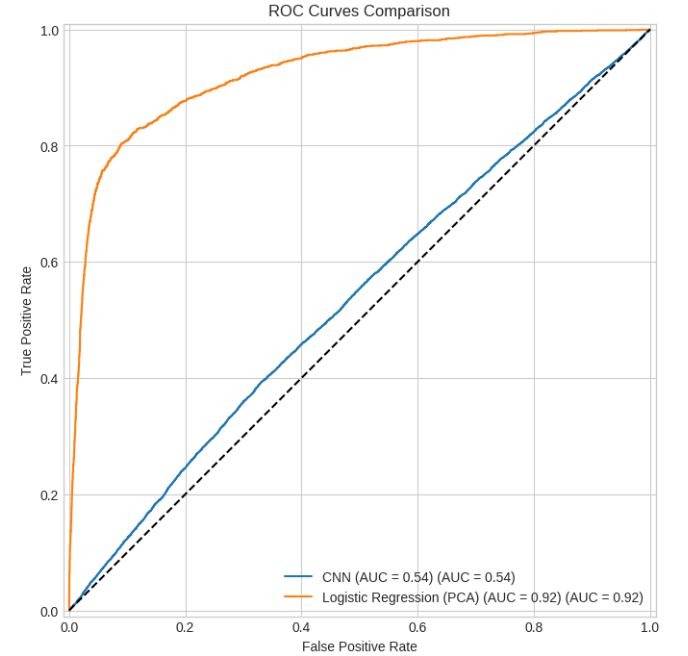 ROC Curves Comparison
1.0
0.8
0.6
0.4
0.2
0.0
True Positive Rate
CNN (AUC = 0.54) (AUC = 0.54)
Logistic Regression (PCA) (AUC = 0.92) (AUC = 0.92)
0.0 0.2 0.4 0.6 0.8 1.0
False Positive Rate